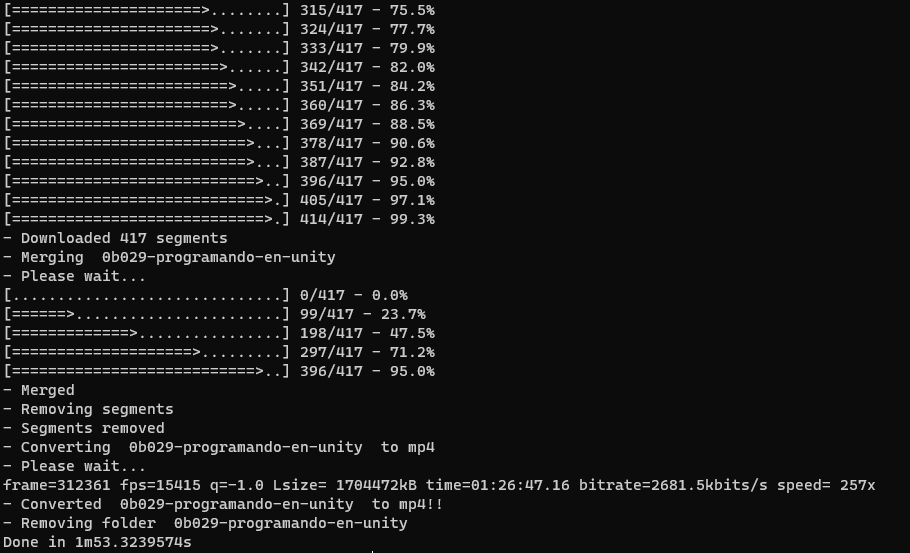 [=====================>........] 315/417 - 75.5%
[======================>.......] 324/417 - 77.7%
[======================>.......] 333/417 - 79.9%
[=======================>......] 342/417 - 82.0%
[========================>.....] 351/417 - 84.2%
[========================>.....] 360/417 - 86.3%
[=========================>....] 369/417 - 88.5%
[==========================>...] 378/417 - 90.6%
[==========================>...] 387/417 - 92.8%
[===========================>..] 396/417 - 95.0%
[============================>.] 405/417 - 97.1%
[============================>.] 414/417 - 99.3%
- Downloaded 417 segments
- Merging  0b029-programando-en-unity
- Please wait...
[..............................] 0/417 - 0.0%
[======>.......................] 99/417 - 23.7%
[=============>................] 198/417 - 47.5%
[====================>.........] 297/417 - 71.2%
[===========================>..] 396/417 - 95.0%
- Merged
- Removing segments
- Segments removed
- Converting  0b029-programando-en-unity  to mp4
- Please wait...
frame=312361 fps=15415 q=-1.0 Lsize= 1704472kB time=01:26:47.16 bitrate=2681.5kbits/s speed= 257x
- Converted  0b029-programando-en-unity  to mp4!!
- Removing folder  0b029-programando-en-unity
Done in 1m53.3239574s